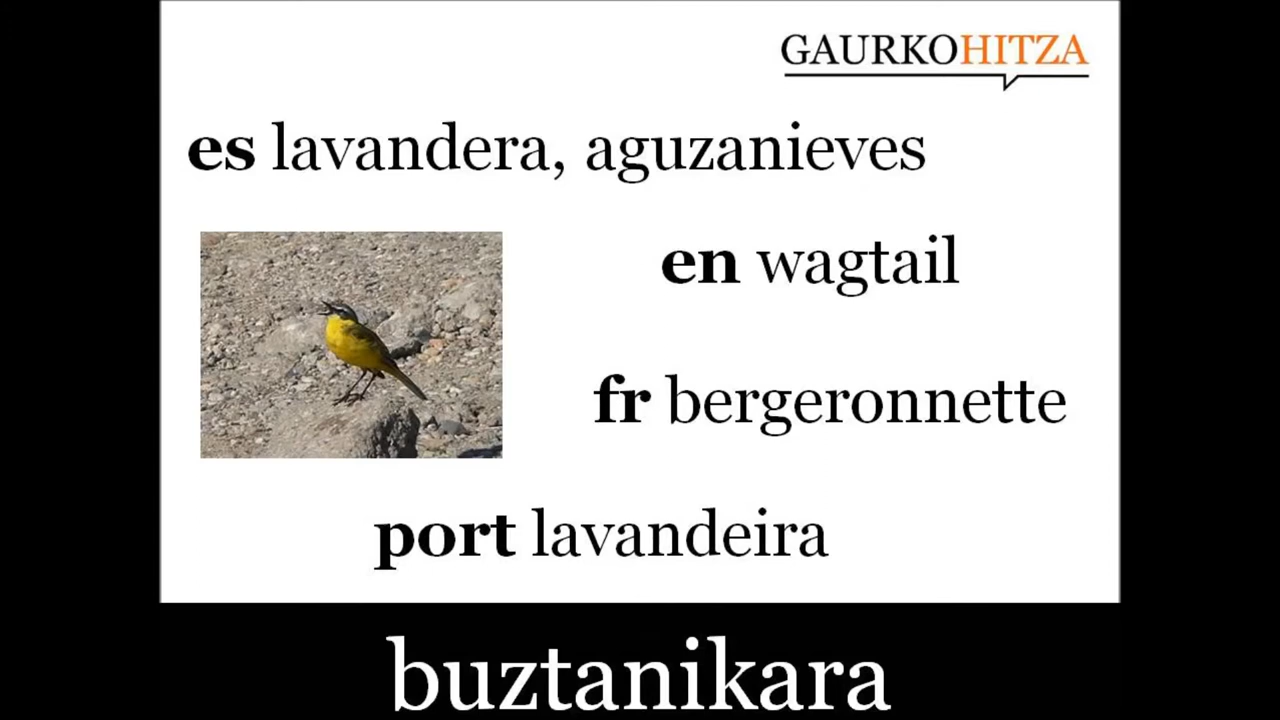 GAURKOHITZA
es lavandera, aguzanieves
en wagtail
fr bergeronnette
port lavandeira
buztanikara